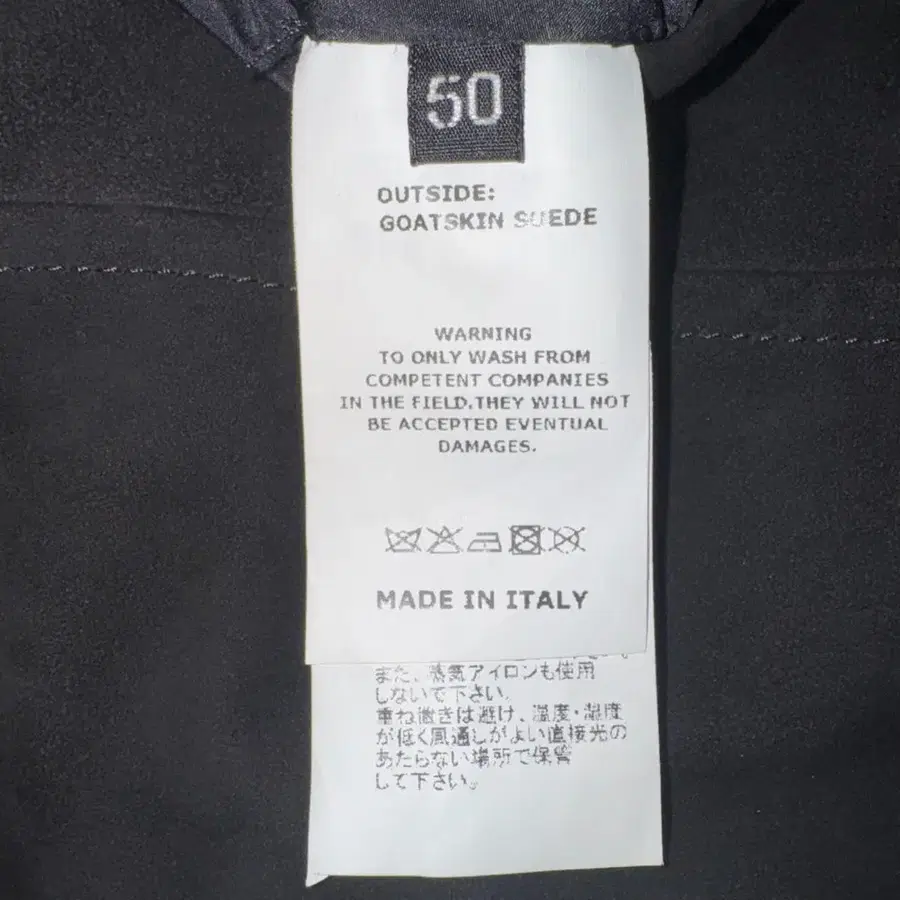 50
OUTSIDE:
GOATSKIN SUEDE
WARNING
TO ONLY WASH FROM
COMPETENT COMPANIES
IN THE FIELD.THEY WILL NOT
BE ACCEPTED EVENTUAL
DAMAGES.
MADE IN ITALY
また、蒸気アイロンも使用
しないで下さい。
重ね置きは避け、温度・湿度
が低く風通しがよい直接光の
あたらない場所で保管
して下さい。